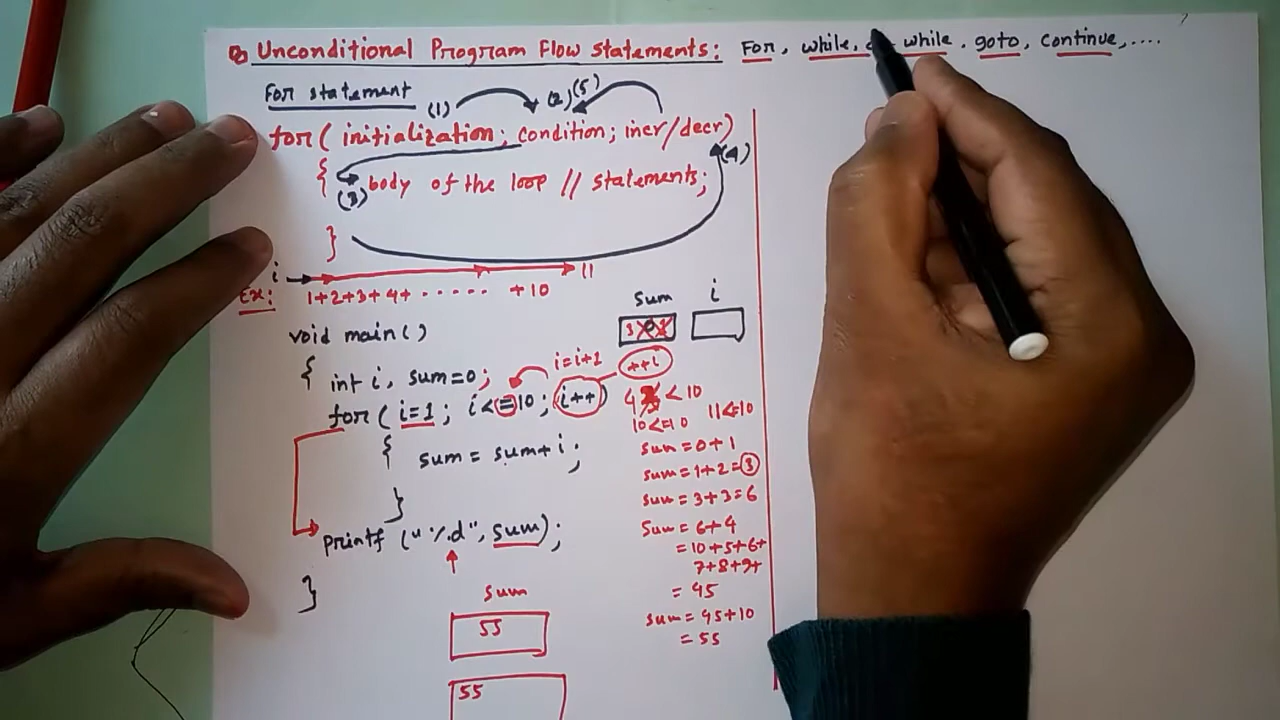 Unconditional Program Flow Statements: For, while, while, goto, Continue,....
For statement
(1) (2) (5)
for( initialization; condition; incr/decr)
(4)
{ body of the loop // statements;
(3)
}
i 11
Ex: 1+2+3+4+ ...... +10
sum i
void main()
3
{ int i, sum=0;
i=i+1 ++i
for( i=1; i<=10; i++)
4 < 10
10<=10 11<=10
{ sum = sum+i;
}
printf ("%d", sum);
}
sum = 0+1
sum = 1+2=3
sum = 3+3=6
sum = 6+4
= 10+5+6+
7+8+9+
= 45
sum = 45+10
= 55
sum
55
55